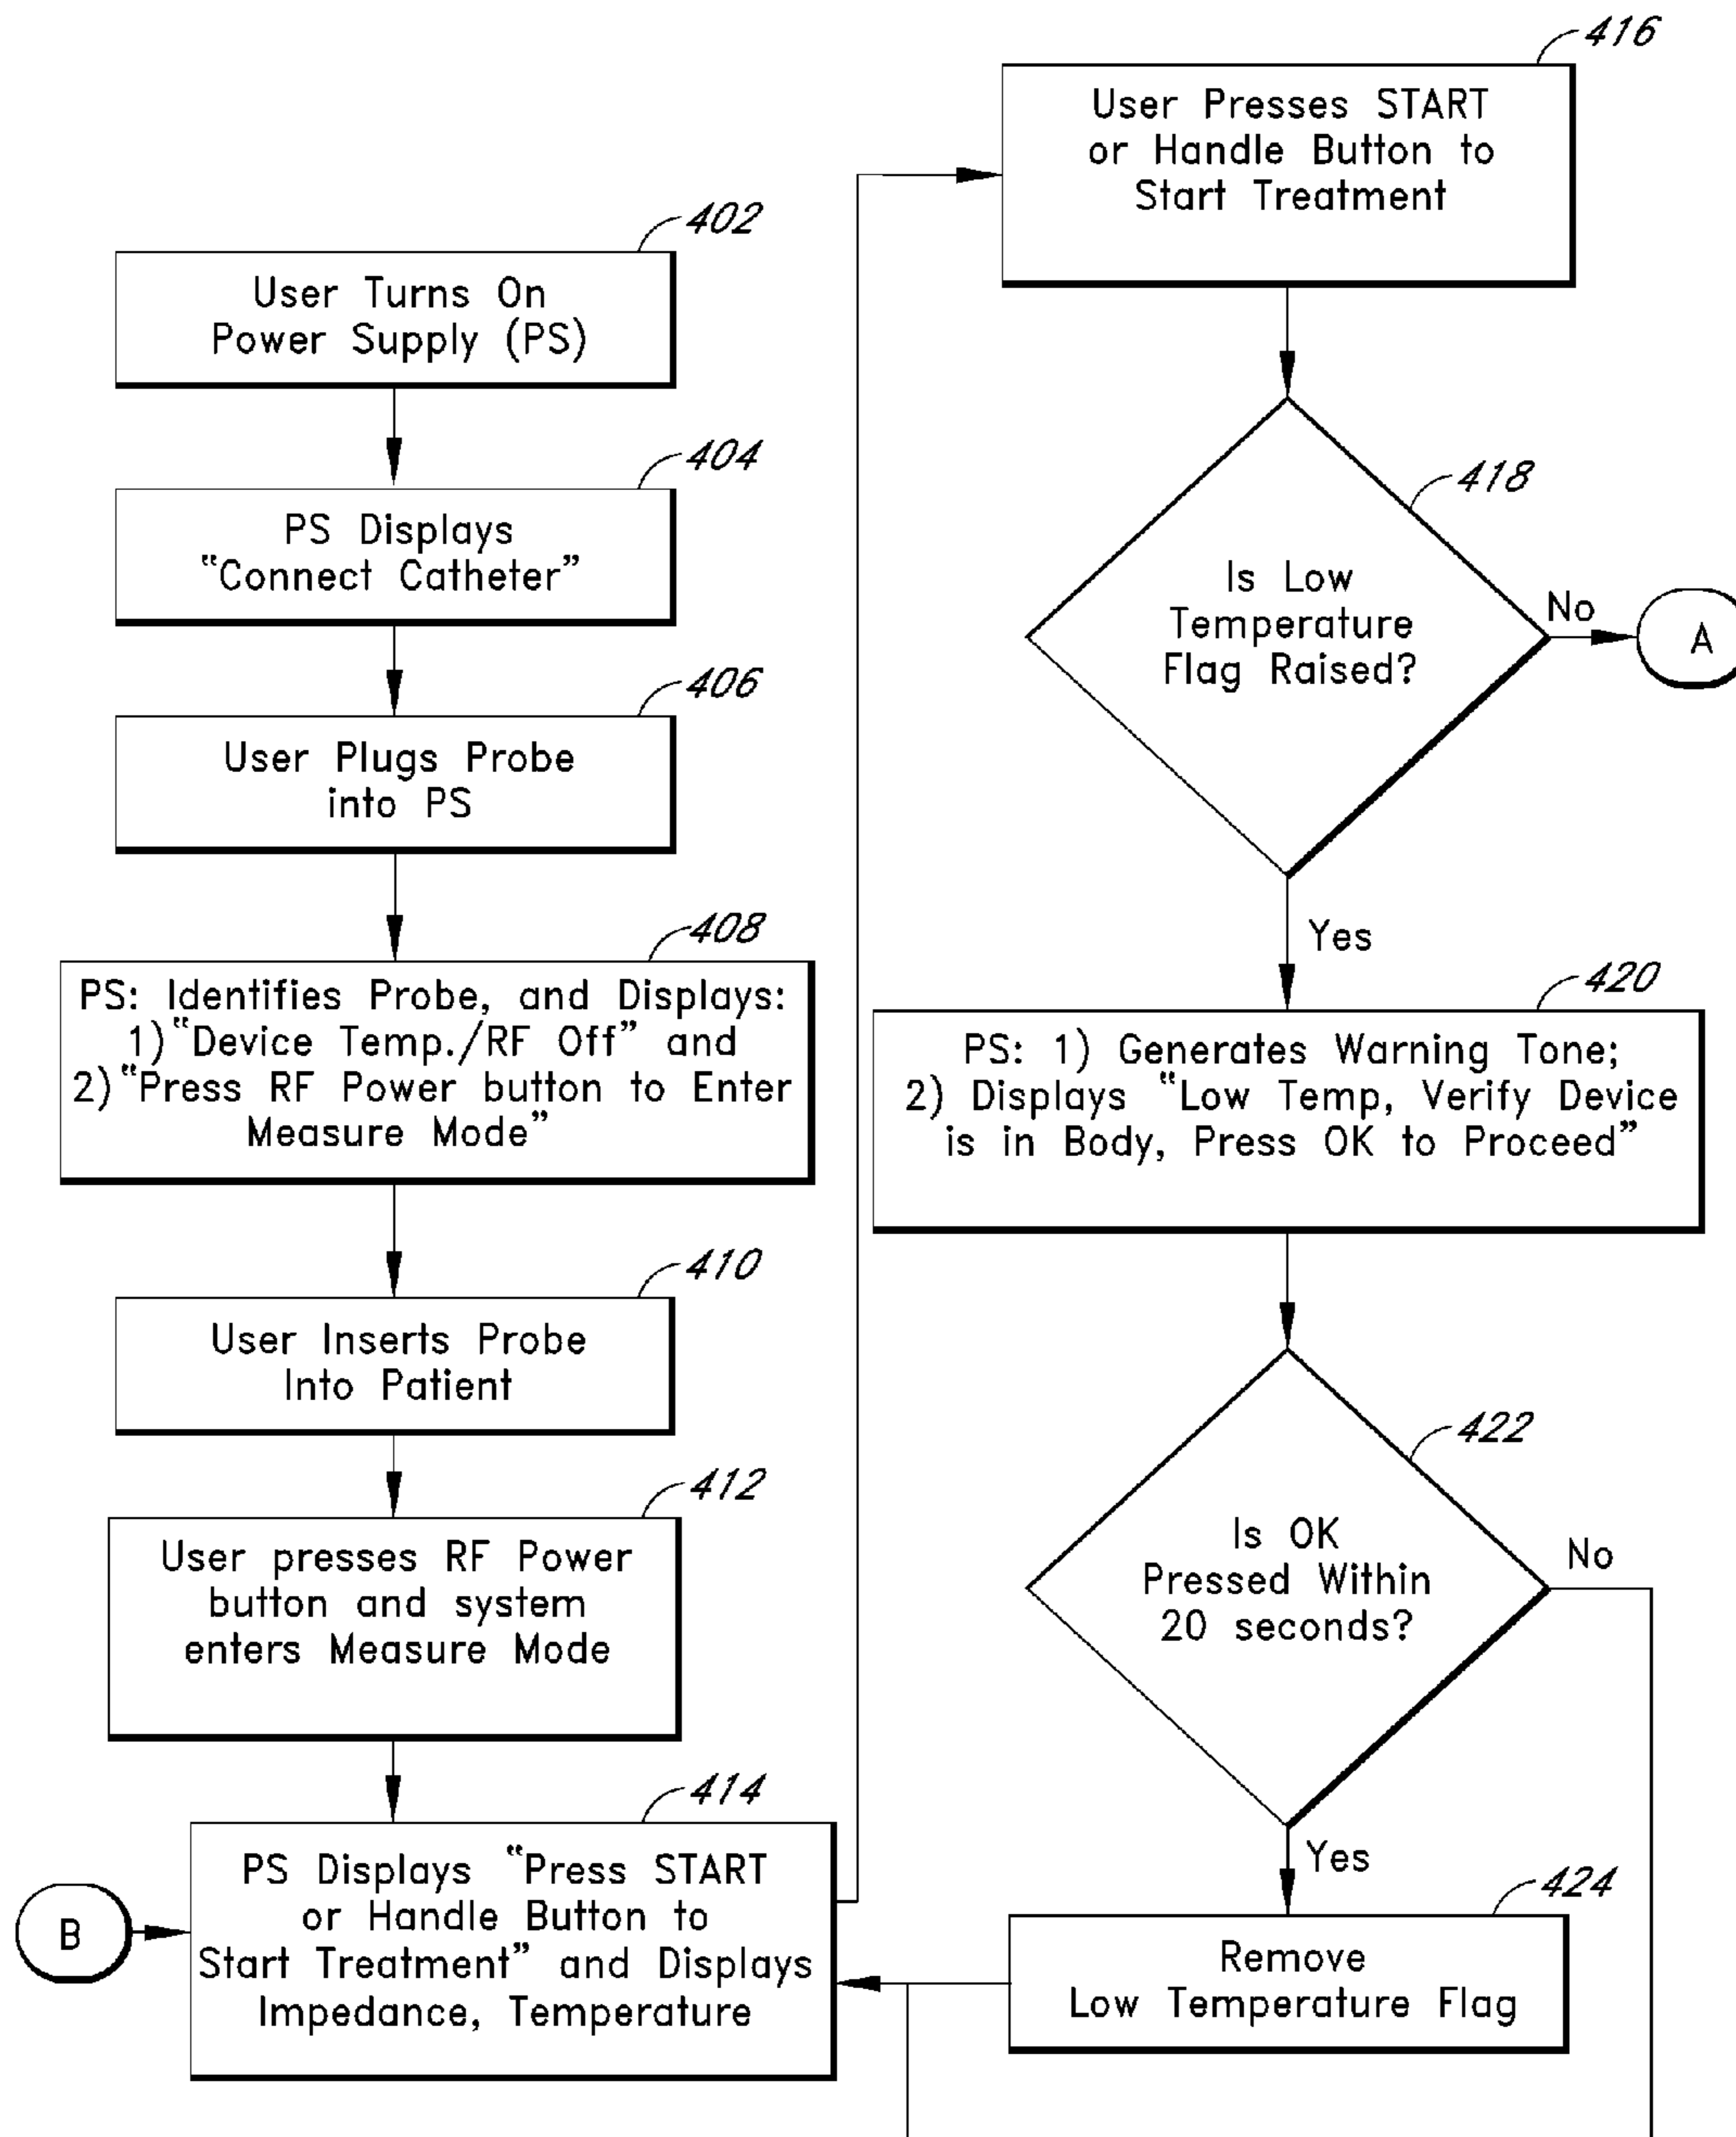 402
User Turns On
Power Supply (PS)
404
PS Displays
“Connect Catheter”
406
User Plugs Probe
into PS
408
PS: Identifies Probe, and Displays:
1)“Device Temp./RF Off” and
2)“Press RF Power button to Enter
Measure Mode”
410
User Inserts Probe
Into Patient
412
User presses RF Power
button and system
enters Measure Mode
414
PS Displays “Press START
or Handle Button to
Start Treatment” and Displays
Impedance, Temperature
B
416
User Presses START
or Handle Button to
Start Treatment
418
Is Low
Temperature
Flag Raised?
No
A
Yes
420
PS: 1) Generates Warning Tone;
2) Displays “Low Temp, Verify Device
is in Body, Press OK to Proceed”
422
Is OK
Pressed Within
20 seconds?
No
Yes
424
Remove
Low Temperature Flag